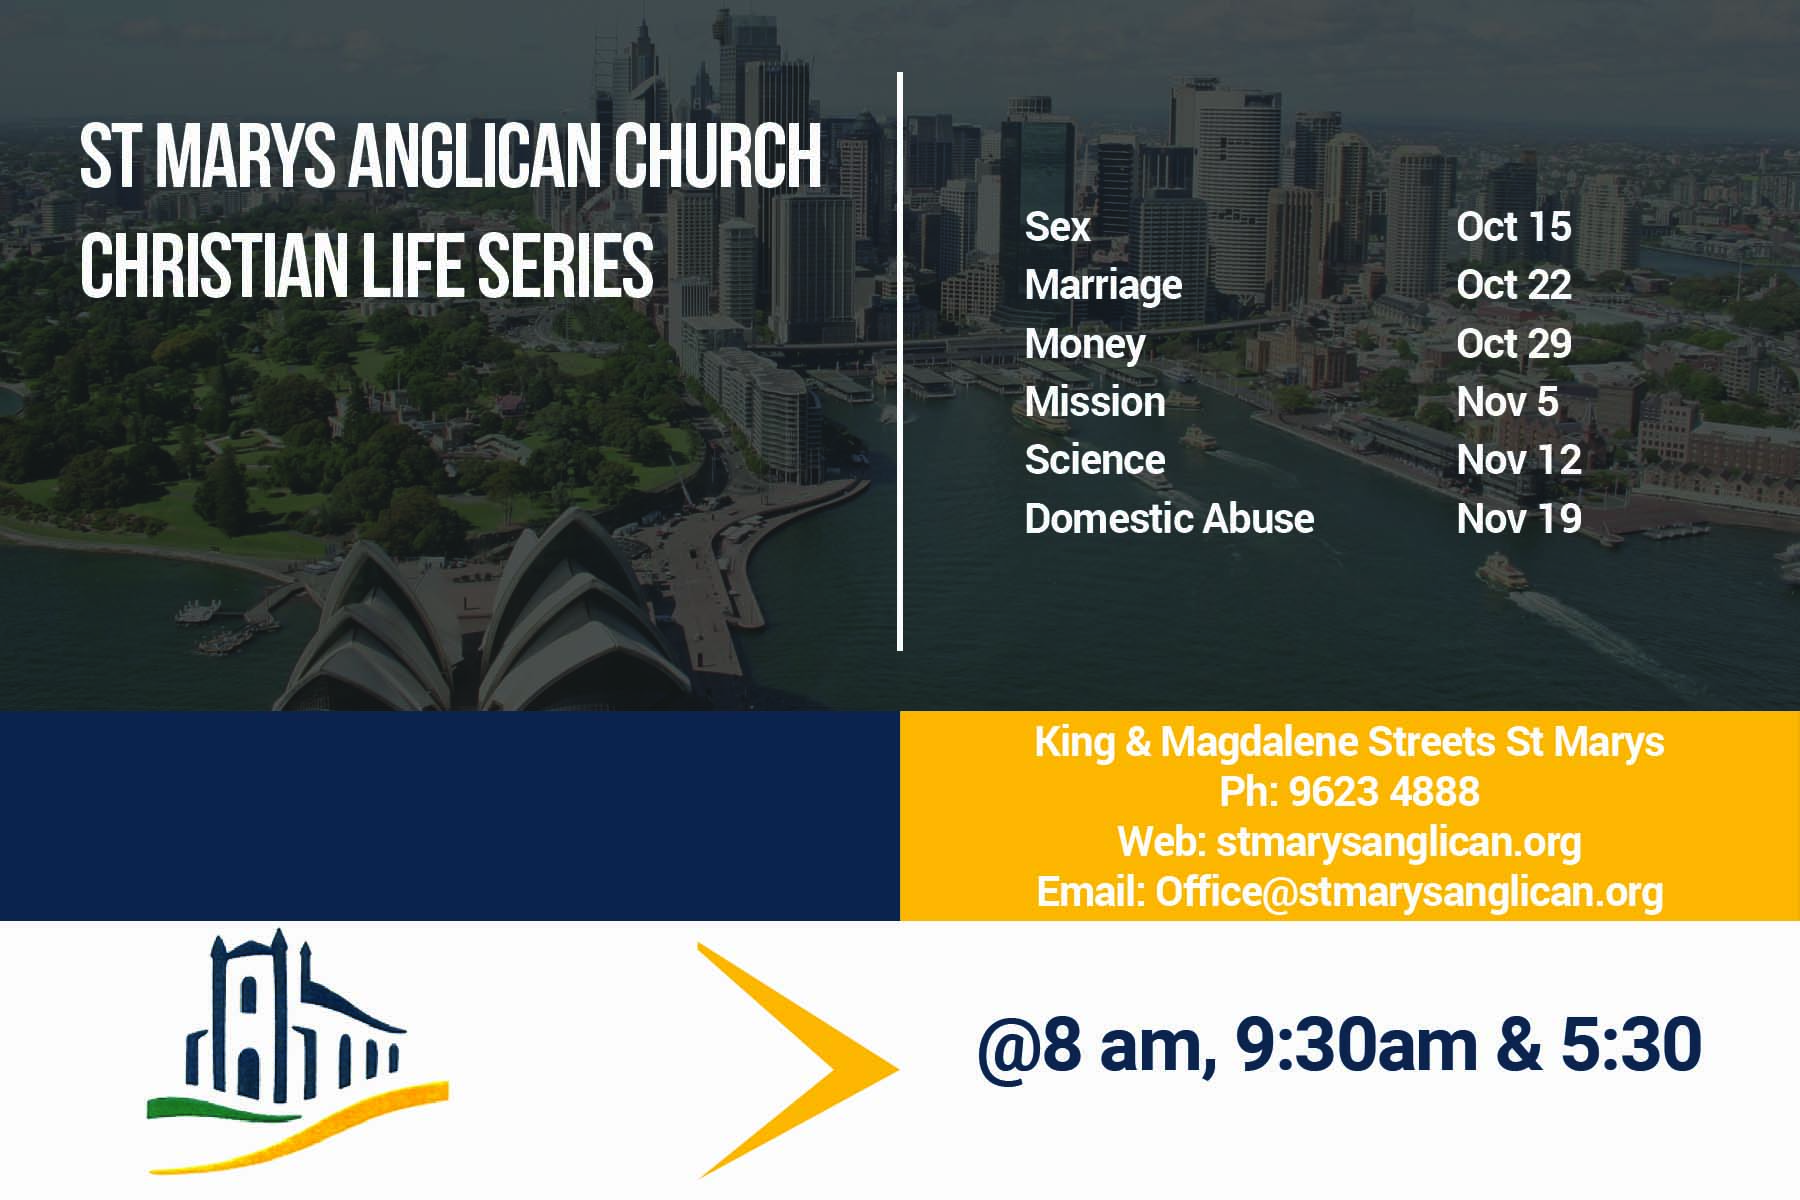 ST MARYS ANGLICAN CHURCH
CHRISTIAN LIFE SERIES
Sex Oct 15
Marriage Oct 22
Money Oct 29
Mission Nov 5
Science Nov 12
Domestic Abuse Nov 19
King & Magdalene Streets St Marys
Ph: 9623 4888
Web: stmarysanglican.org
Email: Office@stmarysanglican.org
@8 am, 9:30am & 5:30